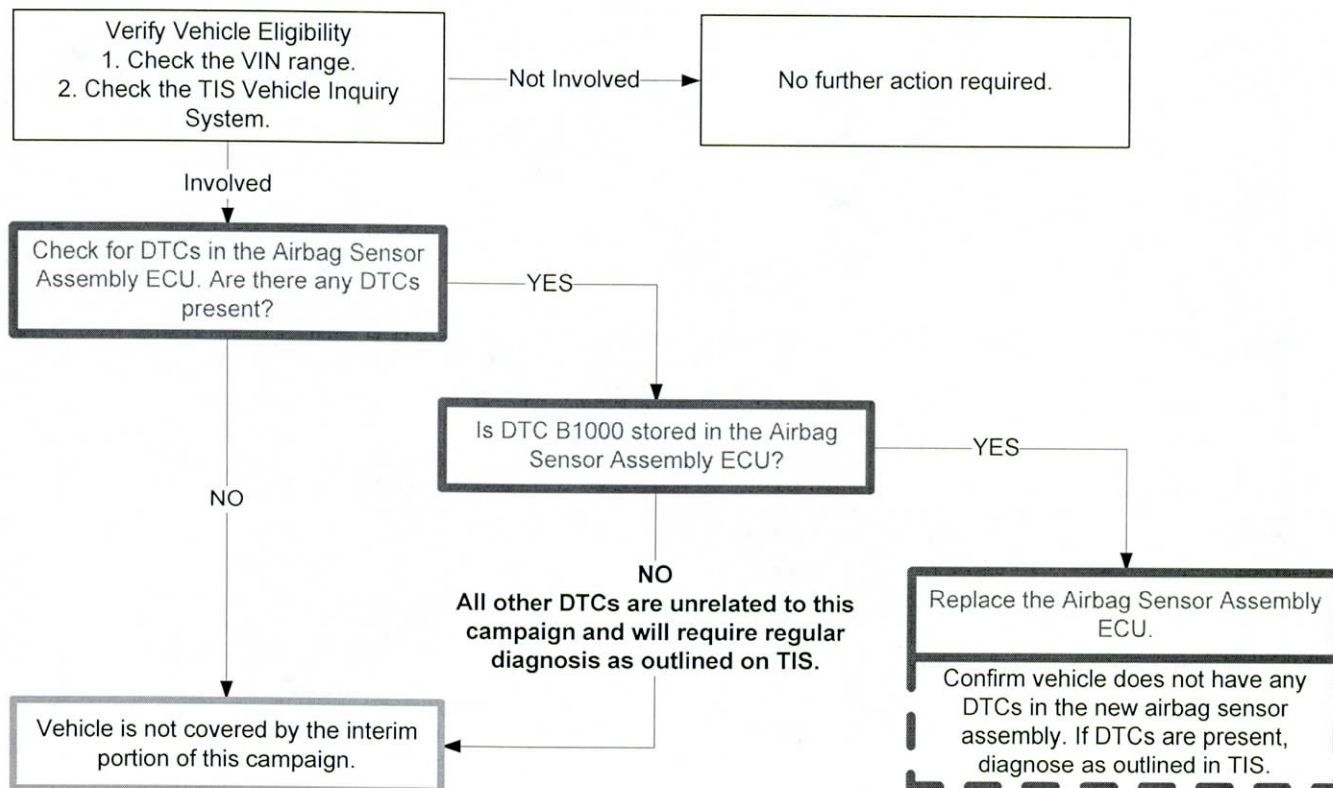 Verify Vehicle Eligibility
1. Check the VIN range.
2. Check the TIS Vehicle Inquiry
System.
Not Involved
No further action required.
Involved
Check for DTCs in the Airbag Sensor
Assembly ECU. Are there any DTCs
present?
YES
Is DTC B1000 stored in the Airbag
Sensor Assembly ECU?
YES
NO
NO
All other DTCs are unrelated to this
campaign and will require regular
diagnosis as outlined on TIS.
Replace the Airbag Sensor Assembly
ECU.
Confirm vehicle does not have any
DTCs in the new airbag sensor
assembly. If DTCs are present,
diagnose as outlined in TIS.
Vehicle is not covered by the interim
portion of this campaign.